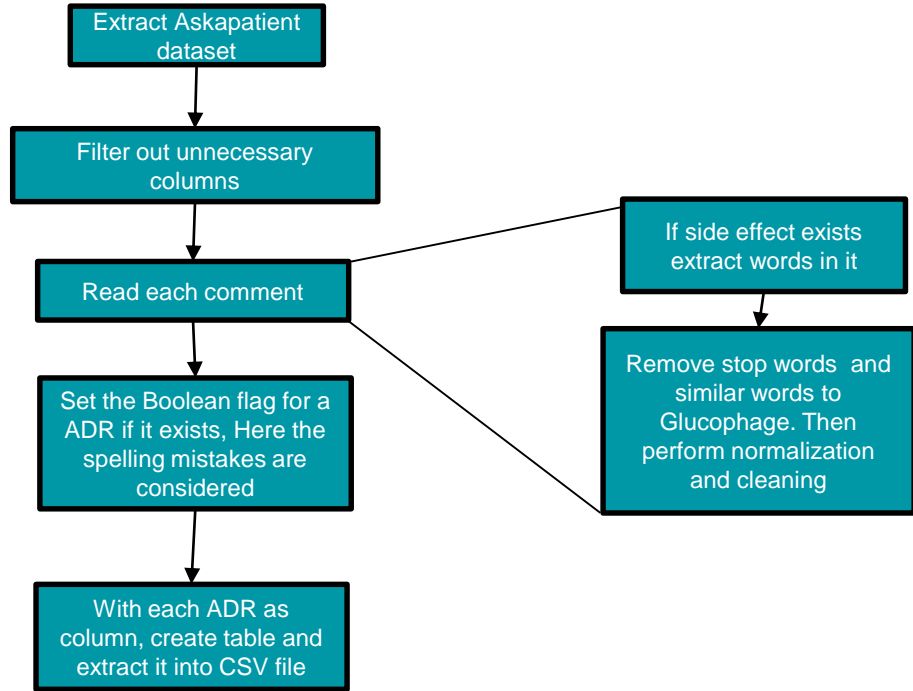 Extract Askapatient
dataset
Filter out unnecessary
columns
Read each comment
Set the Boolean flag for a
ADR if it exists, Here the
spelling mistakes are
considered
With each ADR as
column, create table and
extract it into CSV file
If side effect exists
extract words in it
Remove stop words and
similar words to
Glucophage. Then
perform normalization
and cleaning